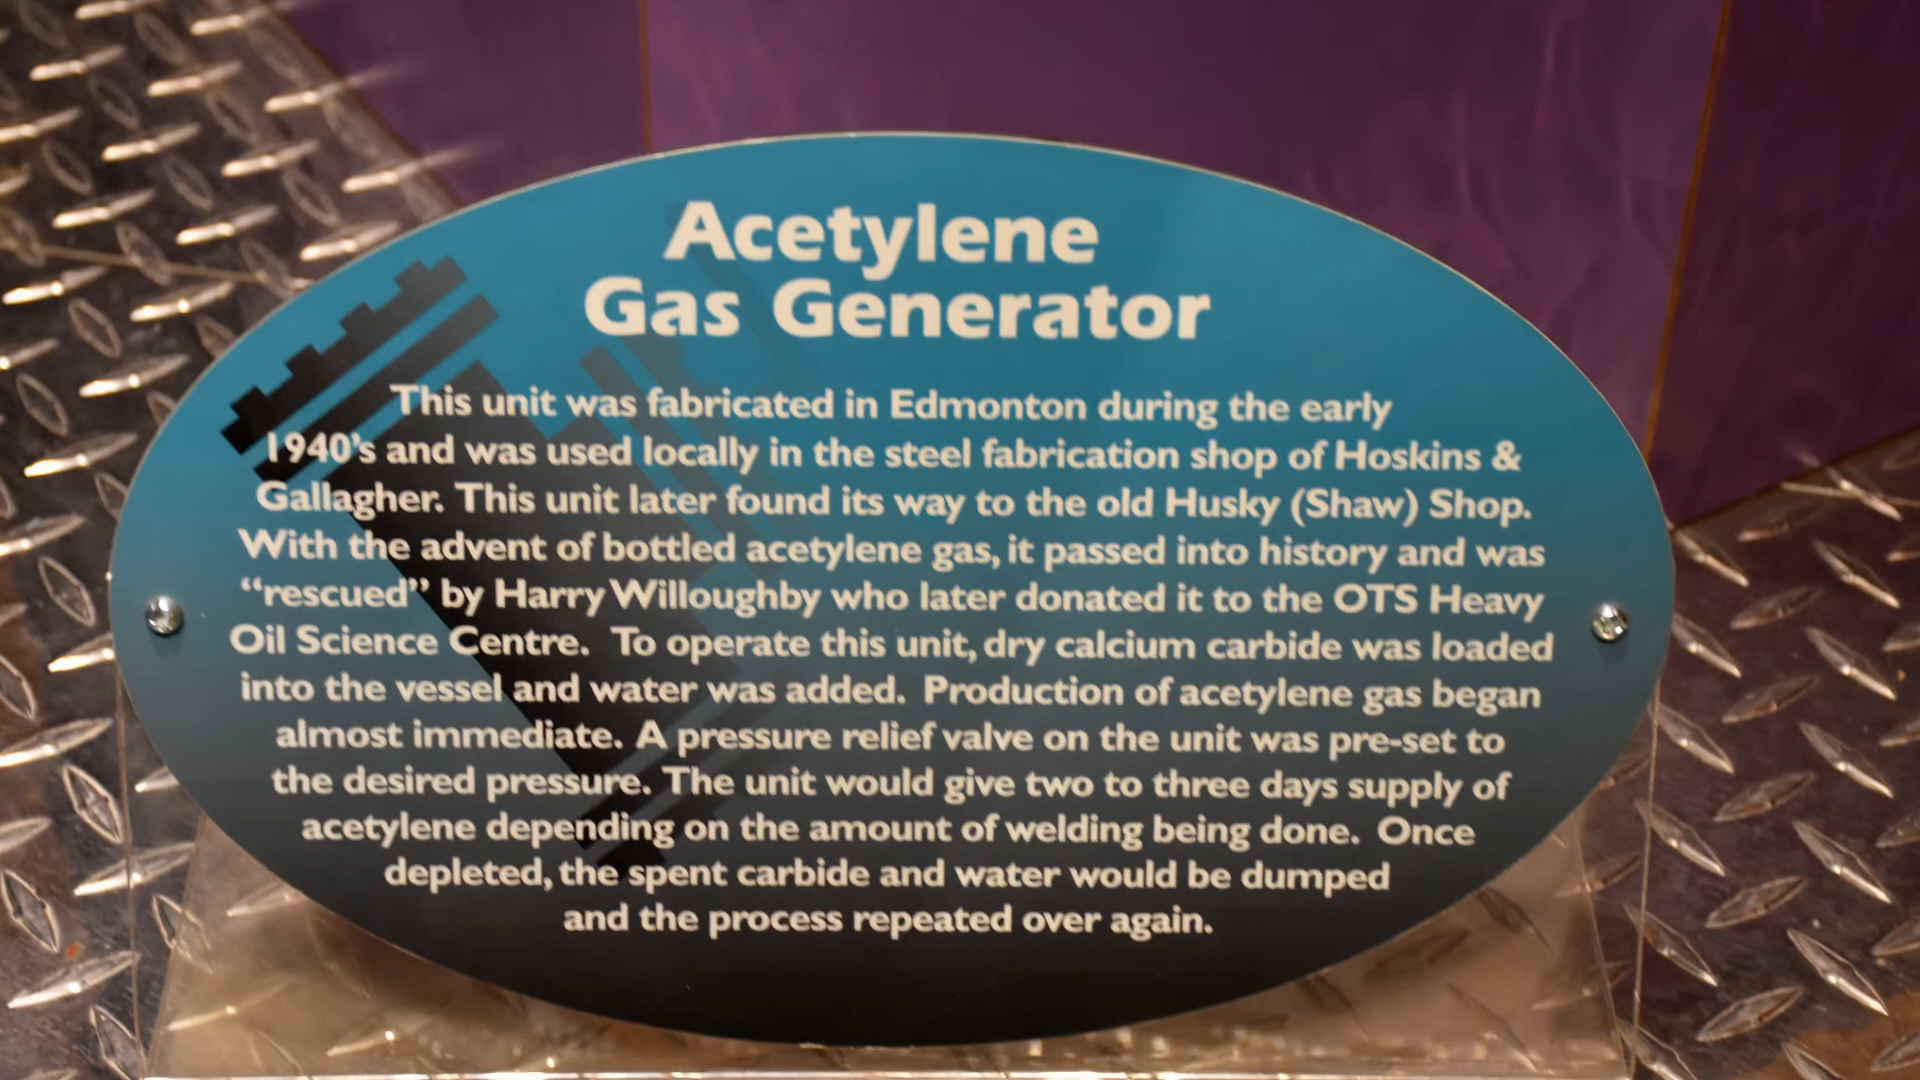 Acetylene
Gas Generator
This unit was fabricated in Edmonton during the early
1940's and was used locally in the steel fabrication shop of Hoskins &
Gallagher. This unit later found its way to the old Husky (Shaw) Shop.
With the advent of bottled acetylene gas, it passed into history and was
“rescued” by Harry Willoughby who later donated it to the OTS Heavy
Oil Science Centre. To operate this unit, dry calcium carbide was loaded
into the vessel and water was added. Production of acetylene gas began
almost immediate. A pressure relief valve on the unit was pre-set to
the desired pressure. The unit would give two to three days supply of
acetylene depending on the amount of welding being done. Once
depleted, the spent carbide and water would be dumped
and the process repeated over again.